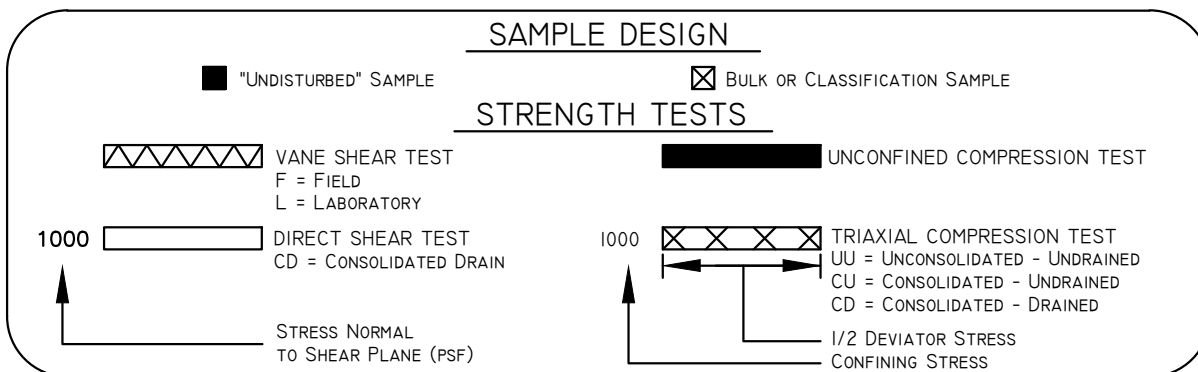 SAMPLE DESIGN
"UNDISTURBED" SAMPLE
BULK OR CLASSIFICATION SAMPLE
STRENGTH TESTS
VANE SHEAR TEST
F = FIELD
L = LABORATORY
UNCONFINED COMPRESSION TEST
1000
DIRECT SHEAR TEST
CD = CONSOLIDATED DRAIN
STRESS NORMAL
TO SHEAR PLANE (PSF)
1000
TRIAXIAL COMPRESSION TEST
UU = UNCONSOLIDATED - UNDRAINED
CU = CONSOLIDATED - UNDRAINED
CD = CONSOLIDATED - DRAINED
1/2 DEVIATOR STRESS
CONFINING STRESS